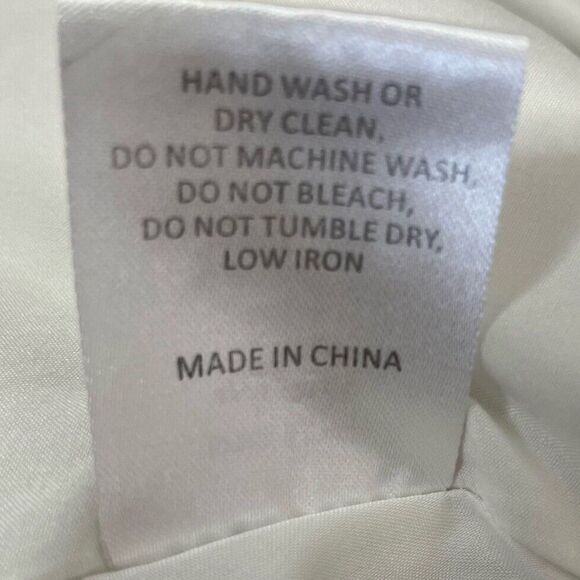 HAND WASH OR
DRY CLEAN,
DO NOT MACHINE WASH,
DO NOT BLEACH,
DO NOT TUMBLE DRY,
LOW IRON
MADE IN CHINA